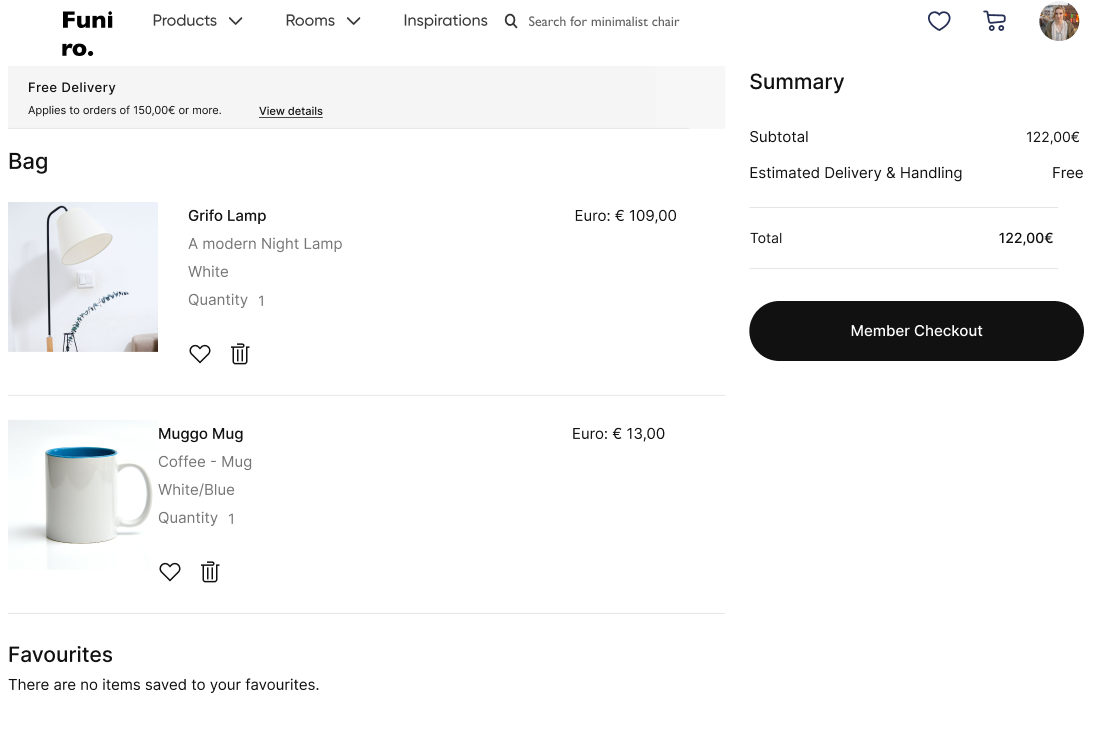 Funi
ro.
Products
Rooms
Inspirations
Search for minimalist chair
Free Delivery
Applies to orders of 150,00€ or more.
View details
Bag
Grifo Lamp
Euro: € 109,00
A modern Night Lamp
White
Quantity 1
Muggo Mug
Euro: € 13,00
Coffee - Mug
White/Blue
Quantity 1
Favourites
There are no items saved to your favourites.
Summary
Subtotal 122,00€
Estimated Delivery & Handling Free
Total 122,00€
Member Checkout